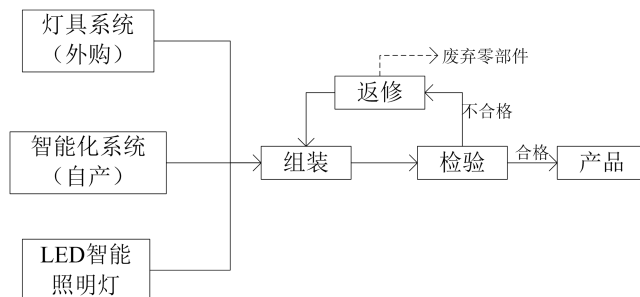 灯具系统
（外购）
废弃零部件
返修
不合格
智能化系统
（自产）
组装
检验
合格
产品
LED智能
照明灯